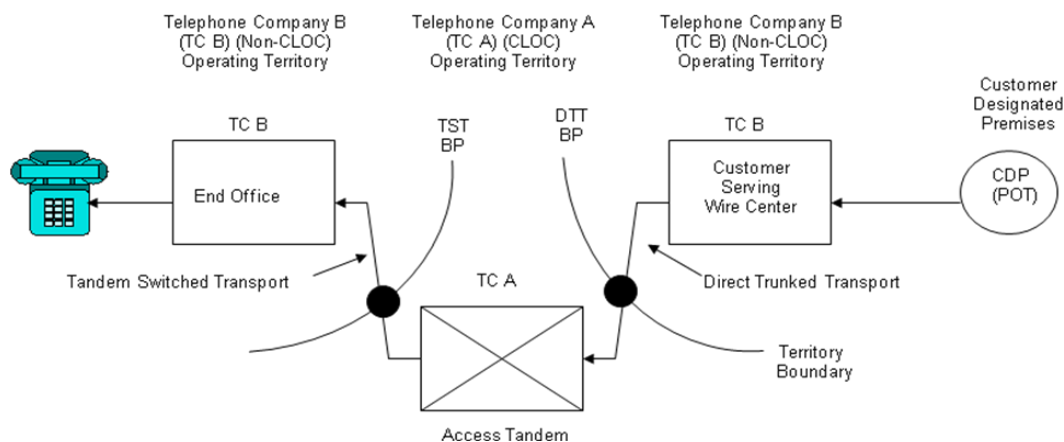 Telephone Company B
(TC B) (Non-CLOC)
Operating Territory
Telephone Company A
(TC A) (CLOC)
Operating Territory
Telephone Company B
(TC B) (Non-CLOC)
Operating Territory
Customer
Designated
Premises
TC B
TST
BP
DTT
BP
TC B
End Office
Customer
Serving
Wire Center
CDP
(POT)
Tandem Switched Transport
TC A
Direct Trunked Transport
Territory
Boundary
Access Tandem